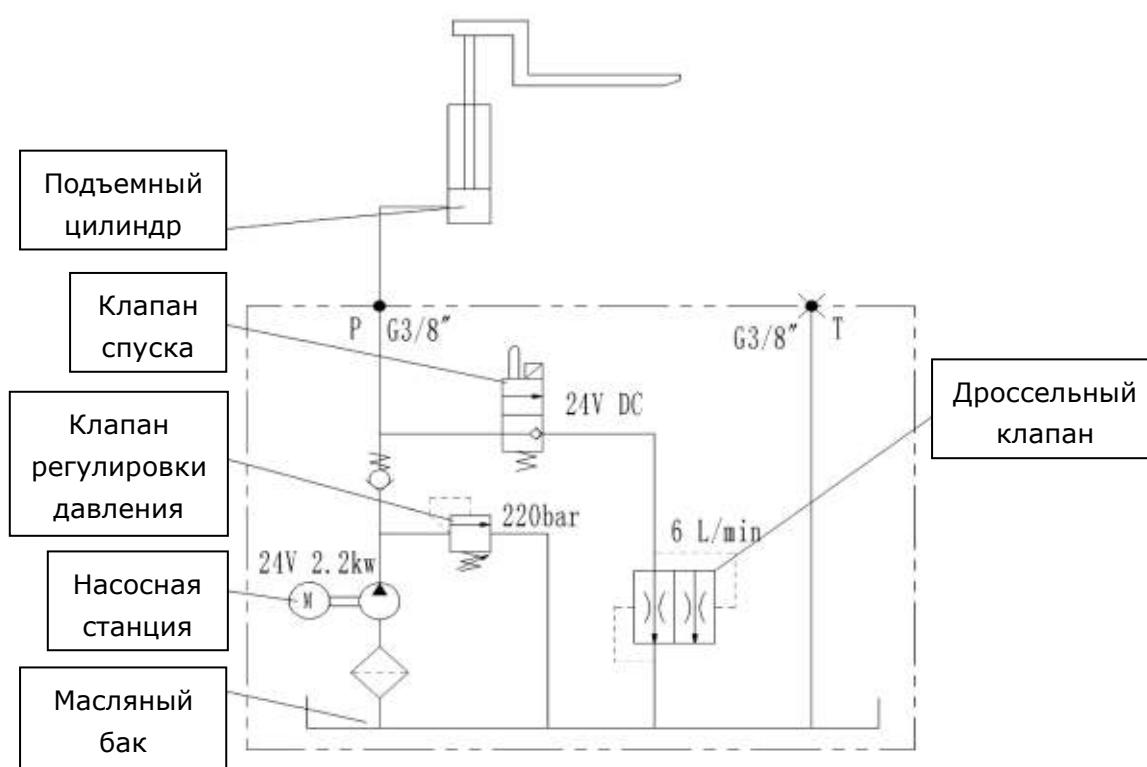 Подъемный
цилиндр
Клапан
спуска
P G3/8"
G3/8" T
24V DC
Дроссельный
клапан
Клапан
регулировки
давления
220bar
6 L/min
24V 2.2kw
M
Насосная
станция
Масляный
бак